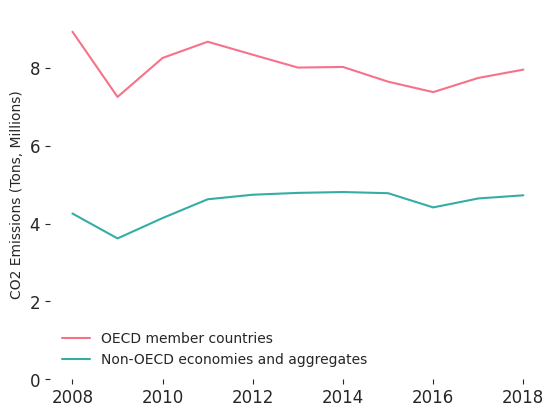 CO2 Emissions (Tons, Millions)
8
6
4
2
0
OECD member countries
Non-OECD economies and aggregates
2008 2010 2012 2014 2016 2018